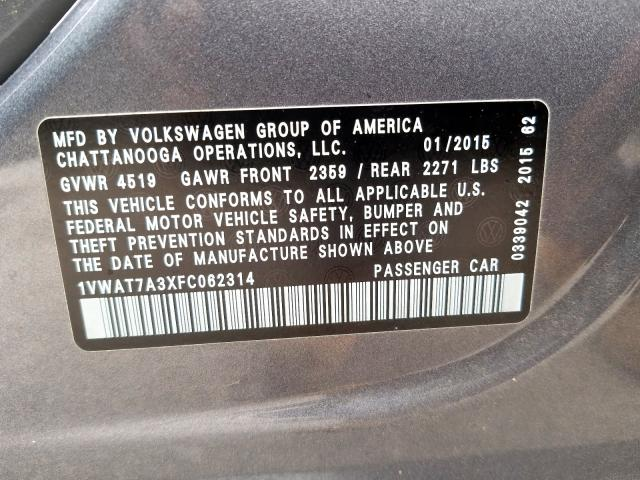 MFD BY VOLKSWAGEN GROUP OF AMERICA
CHATTANOOGA OPERATIONS, LLC. 01/2015
GVWR 4519 GAWR FRONT 2359 / REAR 2271 LBS
THIS VEHICLE CONFORMS TO ALL APPLICABLE U.S.
FEDERAL MOTOR VEHICLE SAFETY, BUMPER AND
THEFT PREVENTION STANDARDS IN EFFECT ON
THE DATE OF MANUFACTURE SHOWN ABOVE
1VWAT7A3XFC062314 PASSENGER CAR
0339042 2015 62